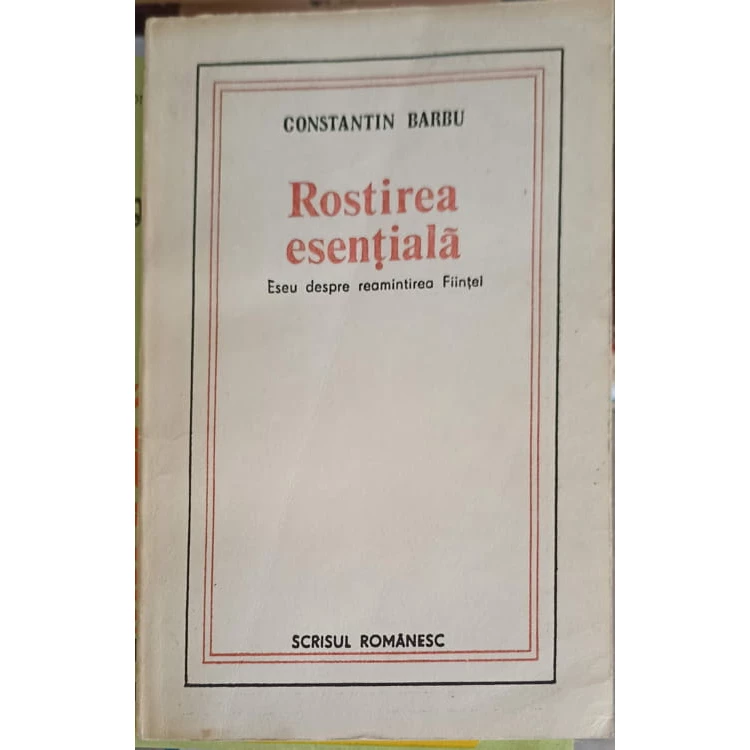 CONSTANTIN BARBU
Rostirea
esențială
Eseu despre reamintirea Ființei
SCRISUL ROMÂNESC